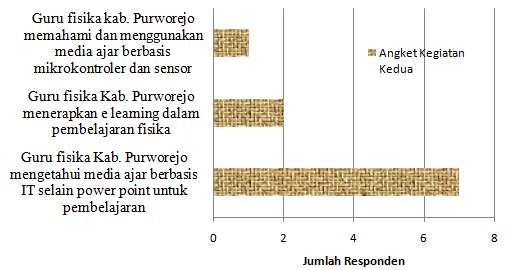 Guru fisika kab. Purworejo
memahami dan menggunakan
media ajar berbasis
mikrokontroler dan sensor
Guru fisika Kab. Purworejo
menerapkan e learning dalam
pembelajaran fisika
Guru fisika Kab. Purworejo
mengetahui media ajar berbasis
IT selain power point untuk
pembelajaran
Angket Kegiatan
Kedua
0 2 4 6 8
Jumlah Responden